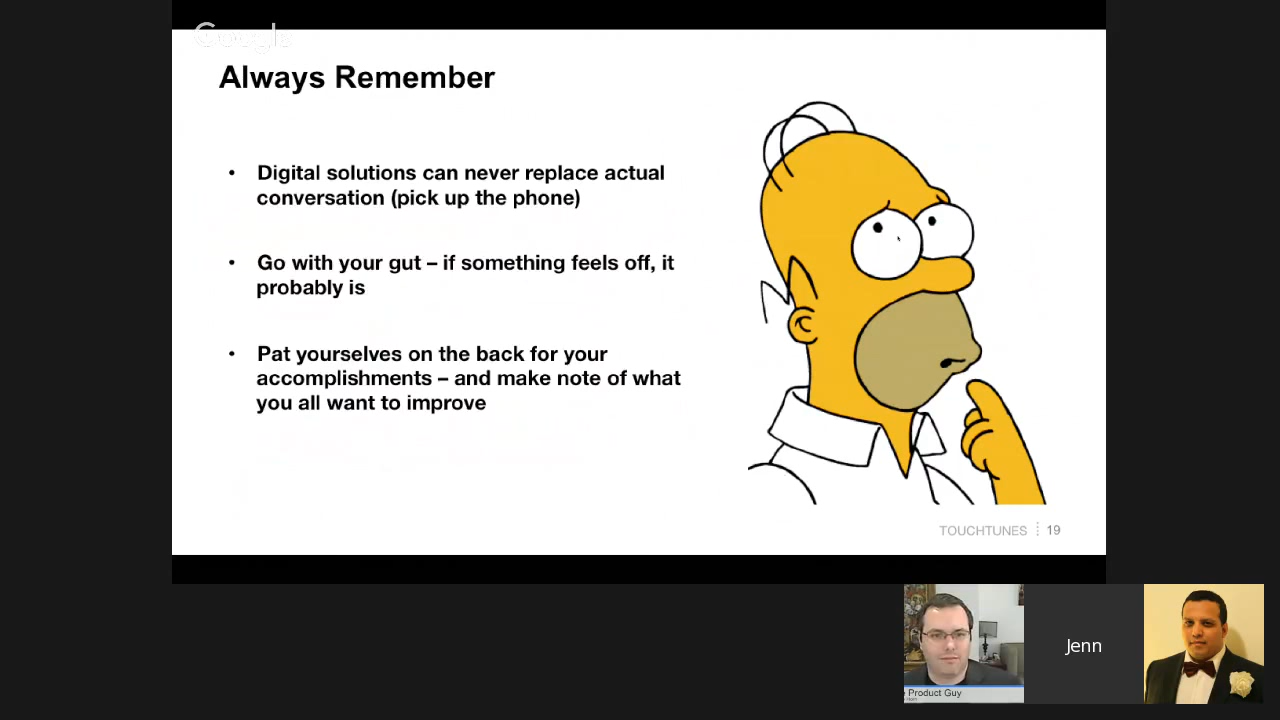 Google
Always Remember
• Digital solutions can never replace actual
conversation (pick up the phone)
• Go with your gut – if something feels off, it
probably is
• Pat yourselves on the back for your
accomplishments – and make note of what
you all want to improve
TOUCHTUNES 19
Product Guy
Jenn